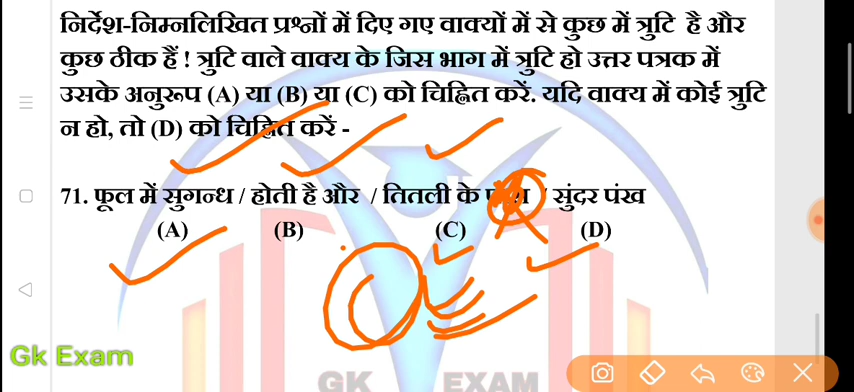 निर्देश-निम्नलिखित प्रश्नों में दिए गए वाक्यों में से कुछ में त्रुटि है और
कुछ ठीक हैं ! त्रुटि वाले वाक्य के जिस भाग में त्रुटि हो उत्तर पत्रक में
उसके अनुरूप (A) या (B) या (C) को चिह्नित करें. यदि वाक्य में कोई त्रुटि
न हो, तो (D) को चिह्नित करें -
71. फूल में सुगन्ध / होती है और / तितली के / सुंदर पंख
(A) (B) (C) (D)
Gk Exam
GK EXAM